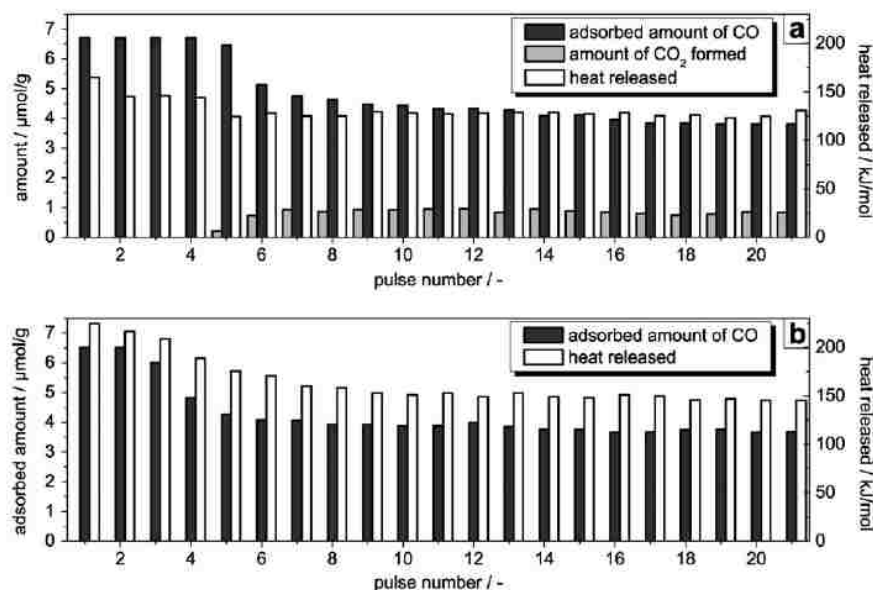 adsorbed amount of CO
amount of CO₂ formed
heat released
a
amount / μmol/g
heat released / kJ/mol
7
6
5
4
3
2
1
0
200
150
100
50
0
2 4 6 8 10 12 14 16 18 20
pulse number / -
adsorbed amount of CO
heat released
b
adsorbed amount / μmol/g
heat released / kJ/mol
7
6
5
4
3
2
1
0
200
150
100
50
0
2 4 6 8 10 12 14 16 18 20
pulse number / -